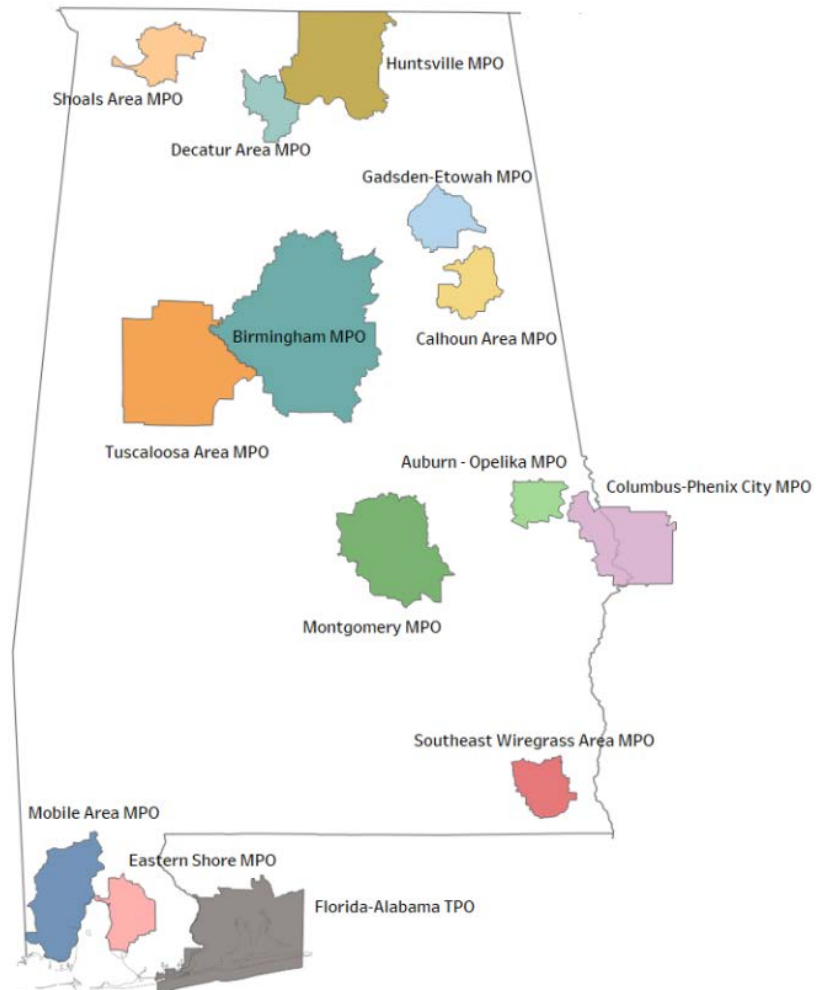 Huntsville MPO
Shoals Area MPO
Decatur Area MPO
Gadsden-Etowah MPO
Birmingham MPO
Calhoun Area MPO
Tuscaloosa Area MPO
Auburn - Opelika MPO
Columbus-Phenix City MPO
Montgomery MPO
Southeast Wiregrass Area MPO
Mobile Area MPO
Eastern Shore MPO
Florida-Alabama TPO